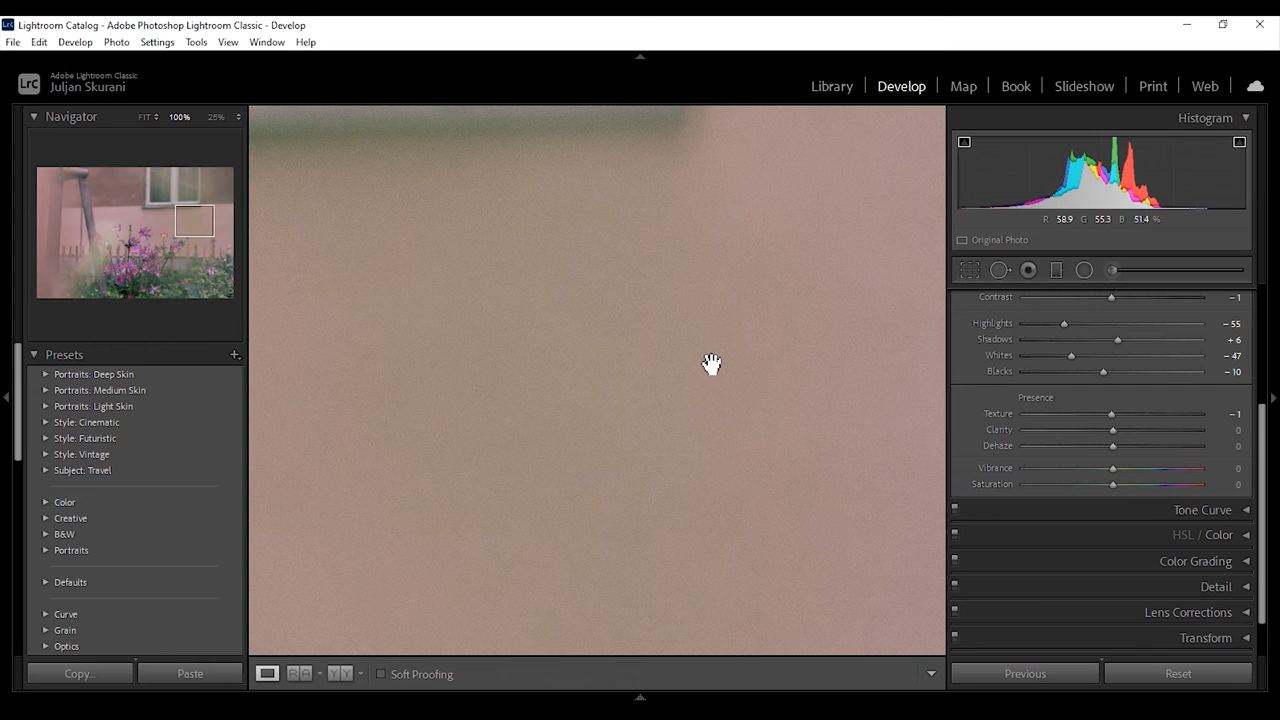 Lightroom Catalog - Adobe Photoshop Lightroom Classic - Develop
File Edit Develop Photo Settings Tools View Window Help
Lrc
Adobe Lightroom Classic
Juljan Skurani
Library Develop Map Book Slideshow Print Web
Navigator FIT 100% 25%
Histogram
R 58.9 G 55.3 B 51.4 %
Original Photo
Contrast - 1
Highlights - 55
Shadows + 6
Whites - 47
Blacks - 10
Presence
Texture - 1
Clarity 0
Dehaze 0
Vibrance 0
Saturation 0
Tone Curve
HSL / Color
Color Grading
Detail
Lens Corrections
Transform
Presets
Portraits: Deep Skin
Portraits: Medium Skin
Portraits: Light Skin
Style: Cinematic
Style: Futuristic
Style: Vintage
Subject: Travel
Color
Creative
B&W
Portraits
Defaults
Curve
Grain
Optics
Copy... Paste
RA YY Soft Proofing
Previous Reset